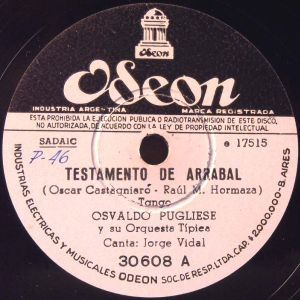 Odeon
Odeon
INDUSTRIA ARGENTINA
MARCA REGISTRADA
ESTA PROHIBIDA LA EJECUCION PUBLICA O RADIOTRANSMISION DE ESTE DISCO,
NO AUTORIZADA, DE ACUERDO CON LA LEY DE PROPIEDAD INTELECTUAL
SADAIC
e 17515
P-46
TESTAMENTO DE ARRABAL
(Oscar Castagniaro - Raúl M. Hormaza)
Tango
OSVALDO PUGLIESE
y su Orquesta Típica
Canta: Jorge Vidal
30608 A
INDUSTRIAS ELECTRICAS Y MUSICALES ODEON SOC. DE RESP. LTDA. CAP. $ 2.000.000 - B. AIRES